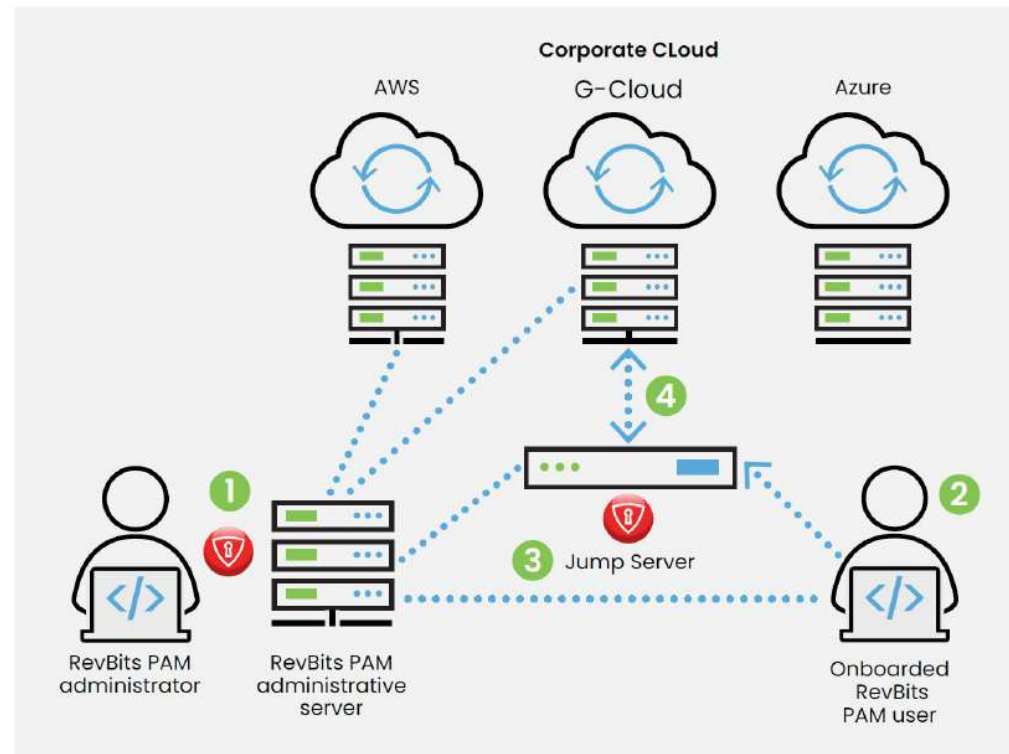 Corporate CLoud
AWS
G-Cloud
Azure
4
1
2
3
Jump Server
</>
</>
RevBits PAM
administrator
RevBits PAM
administrative
server
Onboarded
RevBits
PAM user